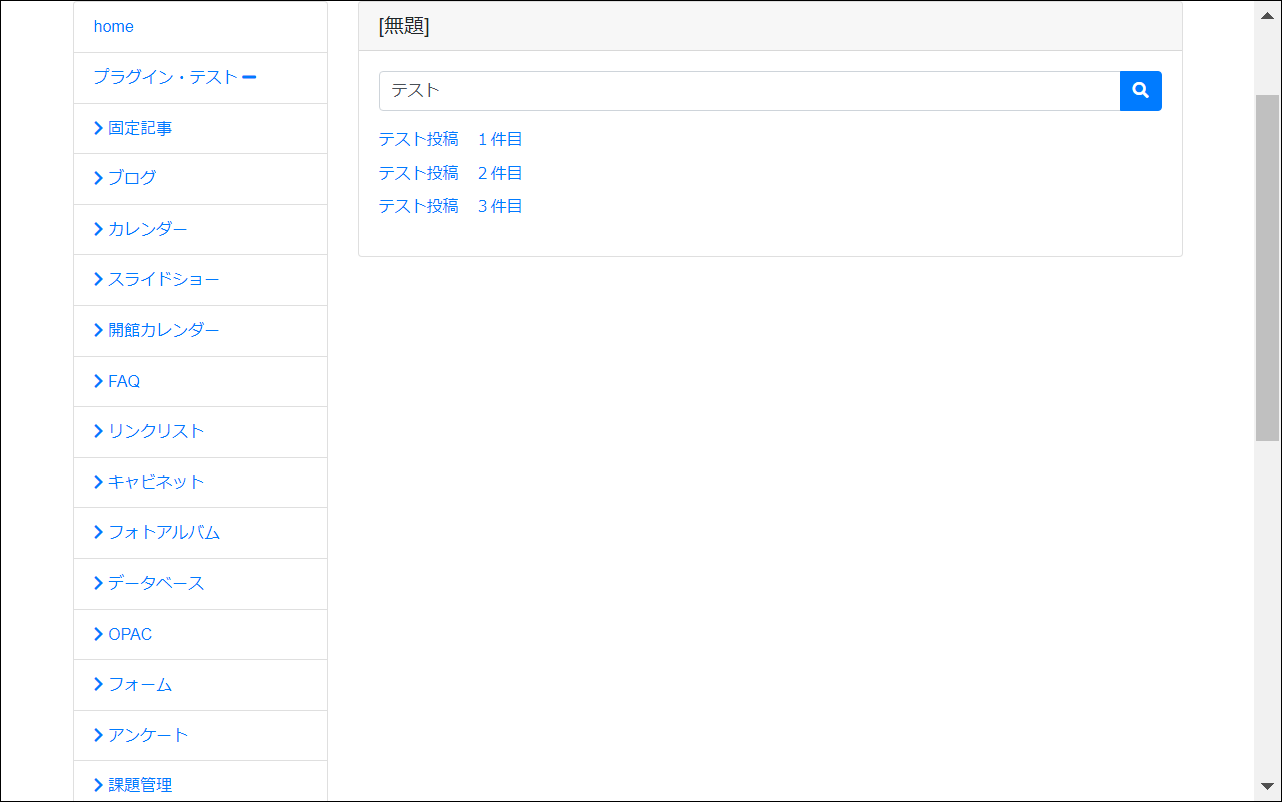 home
プラグイン・テスト
固定記事
ブログ
カレンダー
スライドショー
開館カレンダー
FAQ
リンクリスト
キャビネット
フォトアルバム
データベース
OPAC
フォーム
アンケート
課題管理
[無題]
テスト
テスト投稿　１件目
テスト投稿　２件目
テスト投稿　３件目